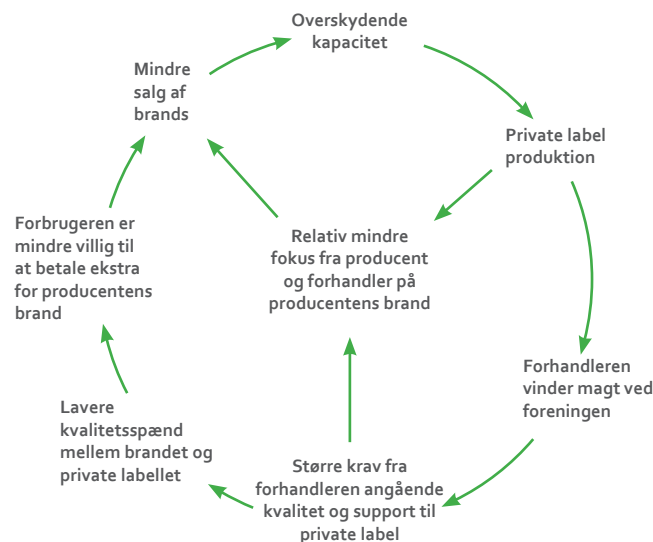 Overskydende
kapacitet
Private label
produktion
Forhandleren
vinder magt ved
foreningen
Større krav fra
forhandleren angående
kvalitet og support til
private label
Lavere
kvalitetsspænd
mellem brandet og
private labellet
Forbrugeren er
mindre villig til
at betale ekstra
for producentens
brand
Mindre
salg af
brands
Relativ mindre
fokus fra producent
og forhandler på
producentens brand